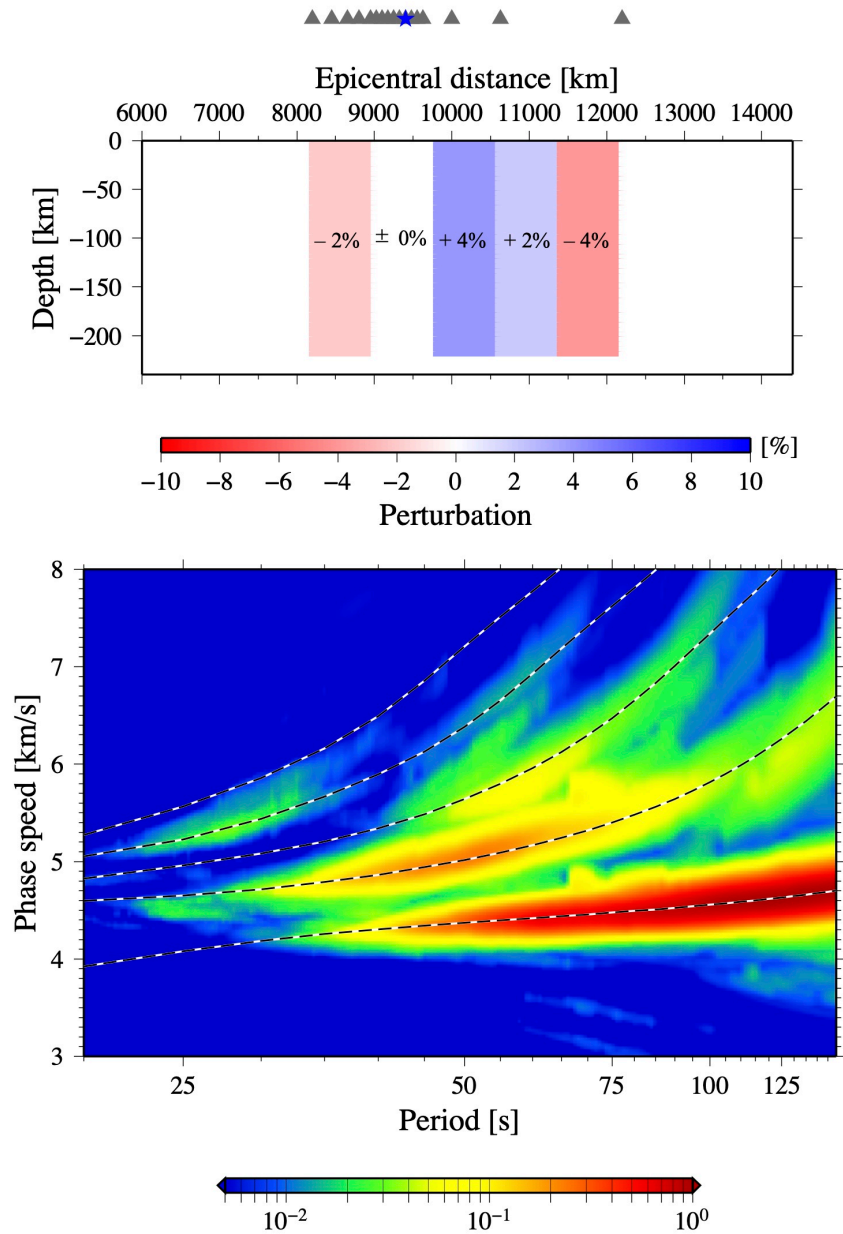 Epicentral distance [km]
6000 7000 8000 9000 10000 11000 12000 13000 14000
0
−50
−100
−150
−200
Depth [km]
− 2% ± 0% + 4% + 2% − 4%
[%]
−10 −8 −6 −4 −2 0 2 4 6 8 10
Perturbation
8
7
6
5
4
3
Phase speed [km/s]
25 50 75 100 125
Period [s]
10−2 10−1 100